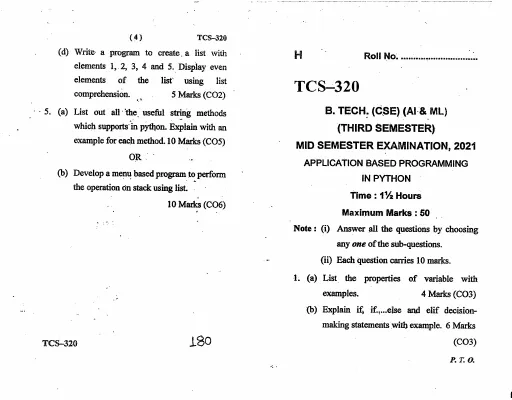 ( 4 ) TCS–320
(d) Write a program to create a list with
elements 1, 2, 3, 4 and 5. Display even
elements of the list using list
comprehension. 5 Marks (CO2)
5. (a) List out all the useful string methods
which supports in python. Explain with an
example for each method. 10 Marks (CO5)
OR
(b) Develop a menu based program to perform
the operation on stack using list.
10 Marks (CO6)
TCS–320 180
H Roll No. ..............................
TCS–320
B. TECH. (CSE) (AI & ML)
(THIRD SEMESTER)
MID SEMESTER EXAMINATION, 2021
APPLICATION BASED PROGRAMMING
IN PYTHON
Time : 1½ Hours
Maximum Marks : 50
Note : (i) Answer all the questions by choosing
any one of the sub-questions.
(ii) Each question carries 10 marks.
1. (a) List the properties of variable with
examples. 4 Marks (CO3)
(b) Explain if, if.,...else and elif decision-
making statements with example. 6 Marks
(CO3)
P. T. O.